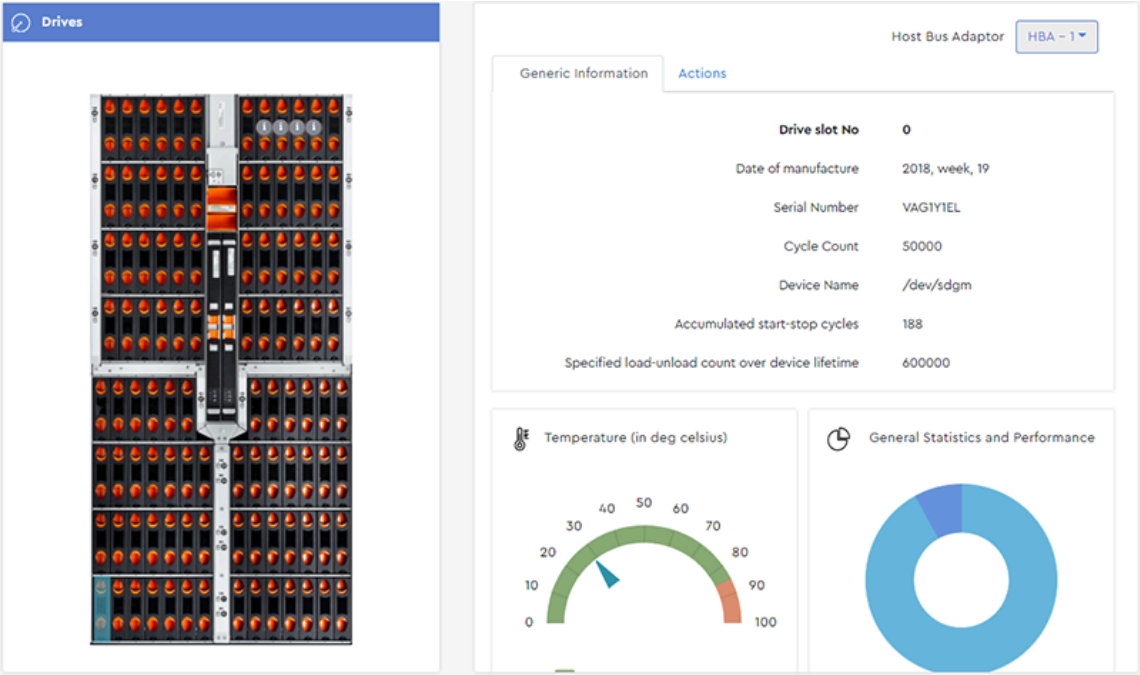 Drives
Host Bus Adaptor HBA - 1
Generic Information Actions
Drive slot No 0
Date of manufacture 2018, week, 19
Serial Number VAG1Y1EL
Cycle Count 50000
Device Name /dev/sdgm
Accumulated start-stop cycles 188
Specified load-unload count over device lifetime 600000
Temperature (in deg celsius)
0
10
20
30
40
50
60
70
80
90
100
General Statistics and Performance